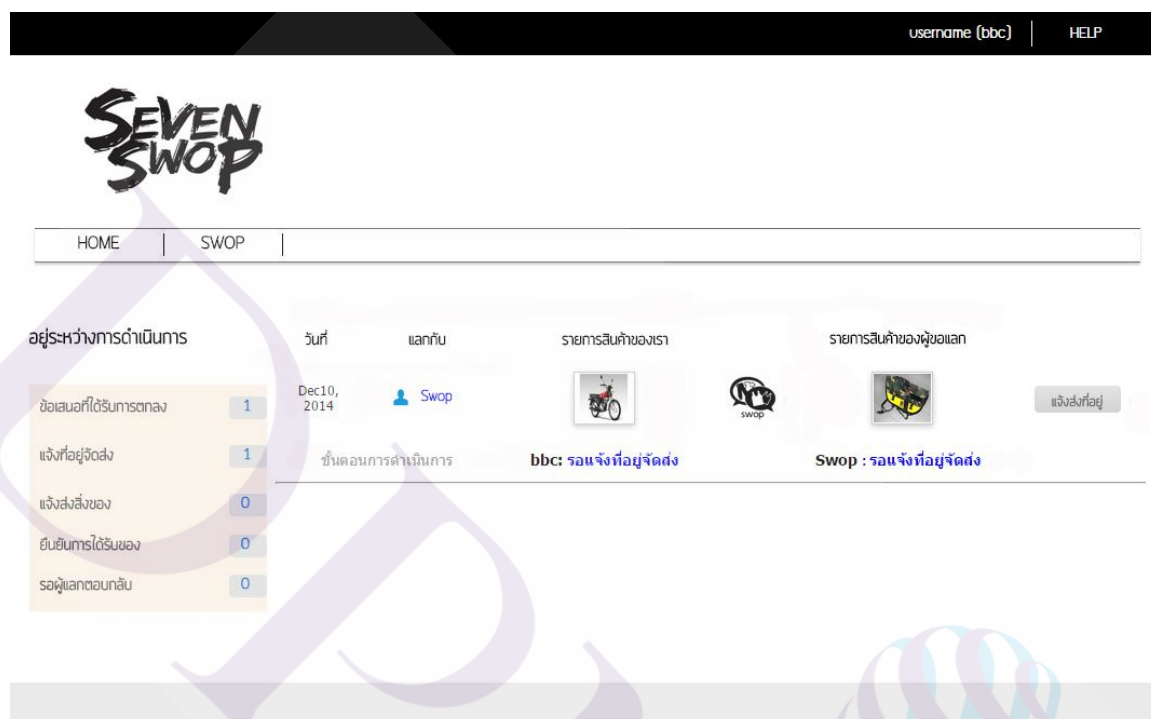 username (bbc) HELP
SEVEN
SWOP
HOME SWOP
อยู่ระหว่างการดำเนินการ
วันที่ แลกกับ รายการสินค้าของเรา รายการสินค้าของผู้ขอแลก
ข้อเสนอที่ได้รับการตกลง 1
Dec10,
2014
Swop
swop
แจ้งส่งที่อยู่
แจ้งที่อยู่จัดส่ง 1
ขั้นตอนการดำเนินการ bbc: รอแจ้งที่อยู่จัดส่ง Swop : รอแจ้งที่อยู่จัดส่ง
แจ้งส่งสิ่งของ 0
ยืนยันการได้รับของ 0
รอผู้แลกตอบกลับ 0